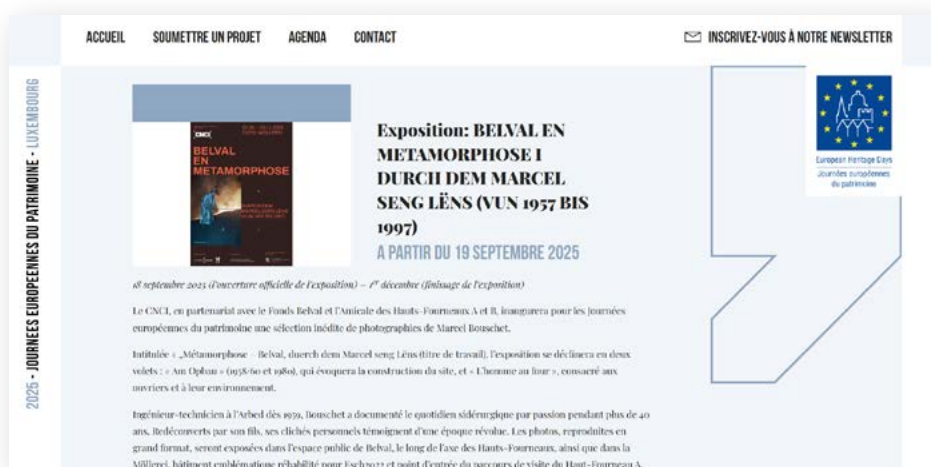 ACCUEIL SOUMETTRE UN PROJET AGENDA CONTACT INSCRIVEZ-VOUS À NOTRE NEWSLETTER
2025 - JOURNEES EUROPEENNES DU PATRIMOINE - LUXEMBOURG
CNCI
BELVAL
EN
METAMORPHOSE
Exposition: BELVAL EN
METAMORPHOSE I
DURCH DEM MARCEL
SENG LËNS (VUN 1957 BIS
1997)
A PARTIR DU 19 SEPTEMBRE 2025
European Heritage Days
Journées européennes
du patrimoine
18 septembre 2025 (l'ouverture officielle de l'exposition) – 1er décembre (finissage de l'exposition)
Le CNCI, en partenariat avec le Fonds Belval et l'Amicale des Hauts-Fourneaux A et B, inaugurera pour les journées
européennes du patrimoine une sélection inédite de photographies de Marcel Bouschet.
Intitulée « „Métamorphose – Belval, duerch dem Marcel seng Lëns (titre de travail), l'exposition se déclinera en deux
volets : « Am Opbau » (1958/60 et 1980), qui évoquera la construction du site, et « L'homme au four », consacré aux
ouvriers et à leur environnement.
Ingénieur-technicien à l'Arbed dès 1959, Bouschet a documenté le quotidien sidérurgique par passion pendant plus de 40
ans. Redécouverts par son fils, ses clichés personnels témoignent d'une époque révolue. Les photos, reproduites en
grand format, seront exposées dans l'espace public de Belval, le long de l'axe des Hauts-Fourneaux, ainsi que dans la
Möllerei, bâtiment emblématique réhabilité pour Esch2022 et point d'entrée du parcours de visite du Haut-Fourneau A.